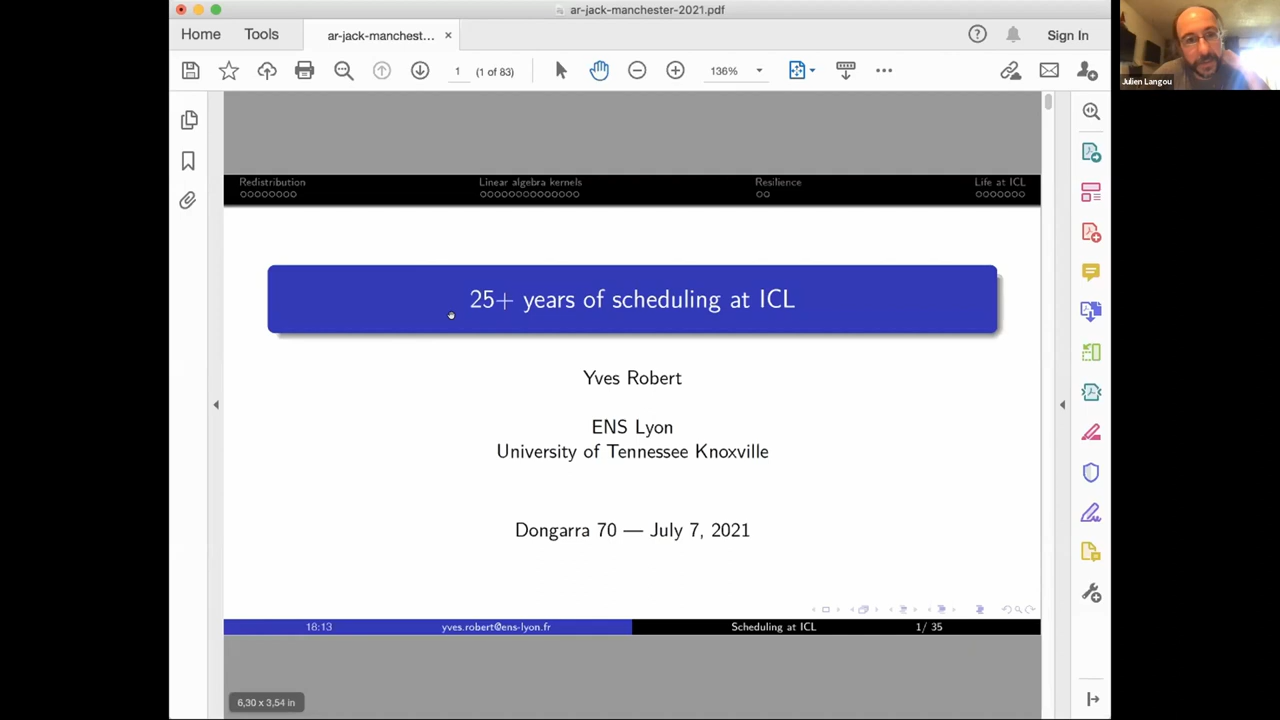 ar-jack-manchester-2021.pdf
Home
Tools
ar-jack-manchest...
Sign In
1
(1 of 83)
136%
Julien Langou
Redistribution
Linear algebra kernels
Resilience
Life at ICL
25+ years of scheduling at ICL
Yves Robert
ENS Lyon
University of Tennessee Knoxville
Dongarra 70 — July 7, 2021
18:13
yves.robert@ens-lyon.fr
Scheduling at ICL
1/ 35
6,30 x 3,54 in